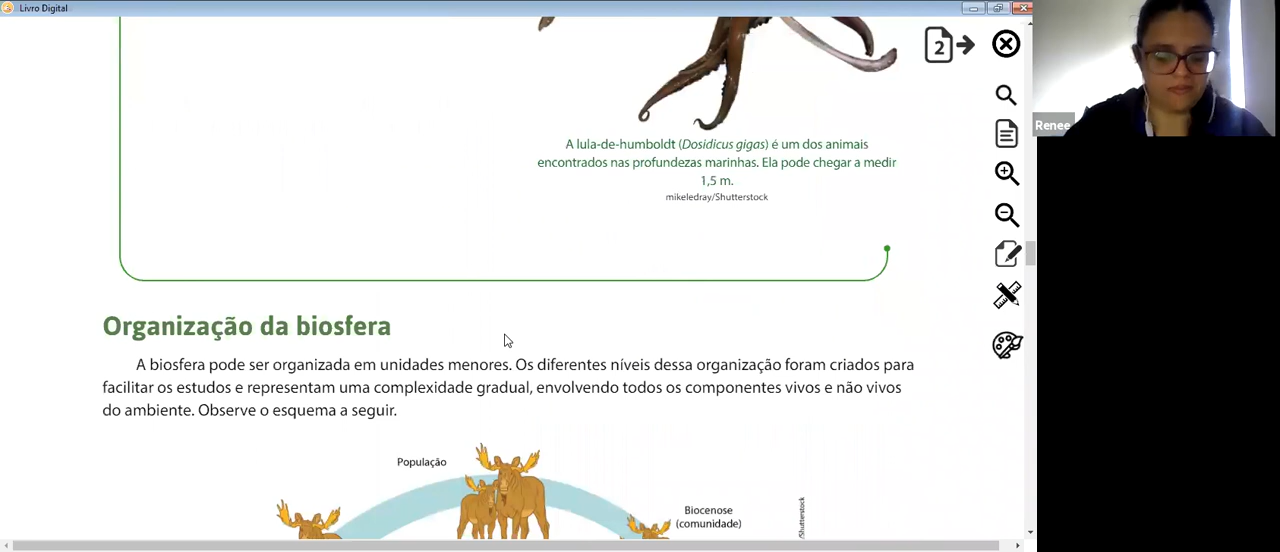 Livro Digital
2
Renee
A lula-de-humboldt (Dosidicus gigas) é um dos animais
encontrados nas profundezas marinhas. Ela pode chegar a medir
1,5 m.
mikeledray/Shutterstock
Organização da biosfera
A biosfera pode ser organizada em unidades menores. Os diferentes níveis dessa organização foram criados para
facilitar os estudos e representam uma complexidade gradual, envolvendo todos os componentes vivos e não vivos
do ambiente. Observe o esquema a seguir.
População
Biocenose
(comunidade)
/Shutterstock